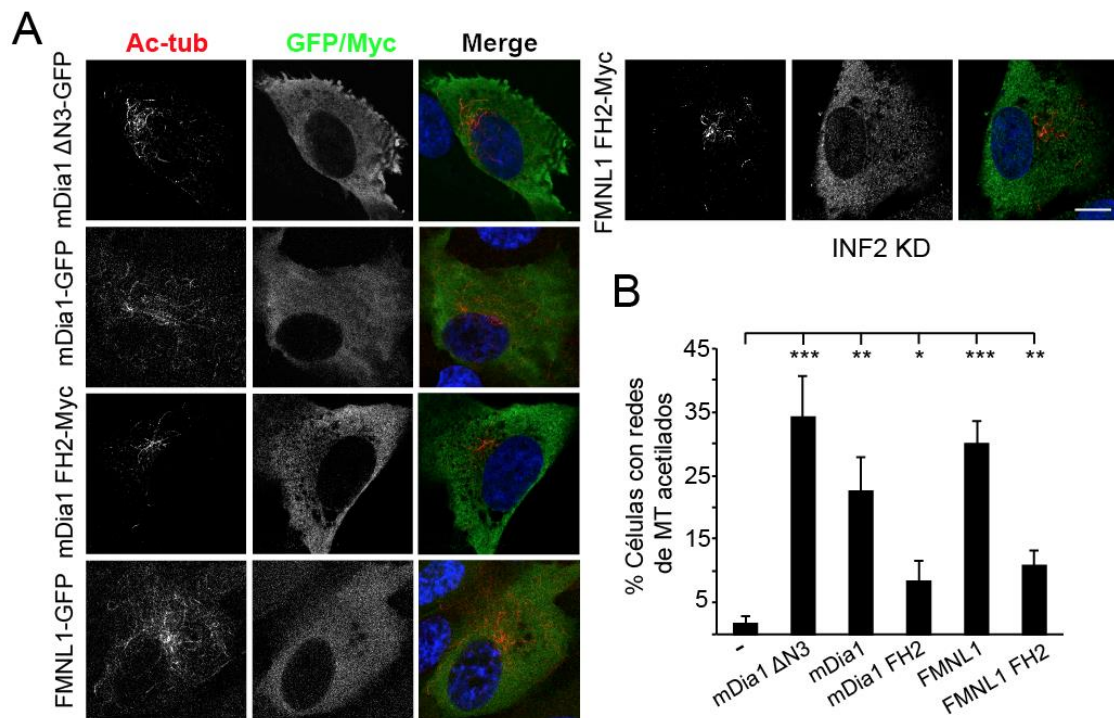 A
Ac-tub GFP/Myc Merge
mDia1 ΔN3-GFP
mDia1-GFP
mDia1 FH2-Myc
FMNL1-GFP
FMNL1 FH2-Myc
INF2 KD
B
% Células con redes
de MT acetilados
45
35
25
15
5
*** ** * *** **
-
mDia1 ΔN3
mDia1
mDia1 FH2
FMNL1
FMNL1 FH2